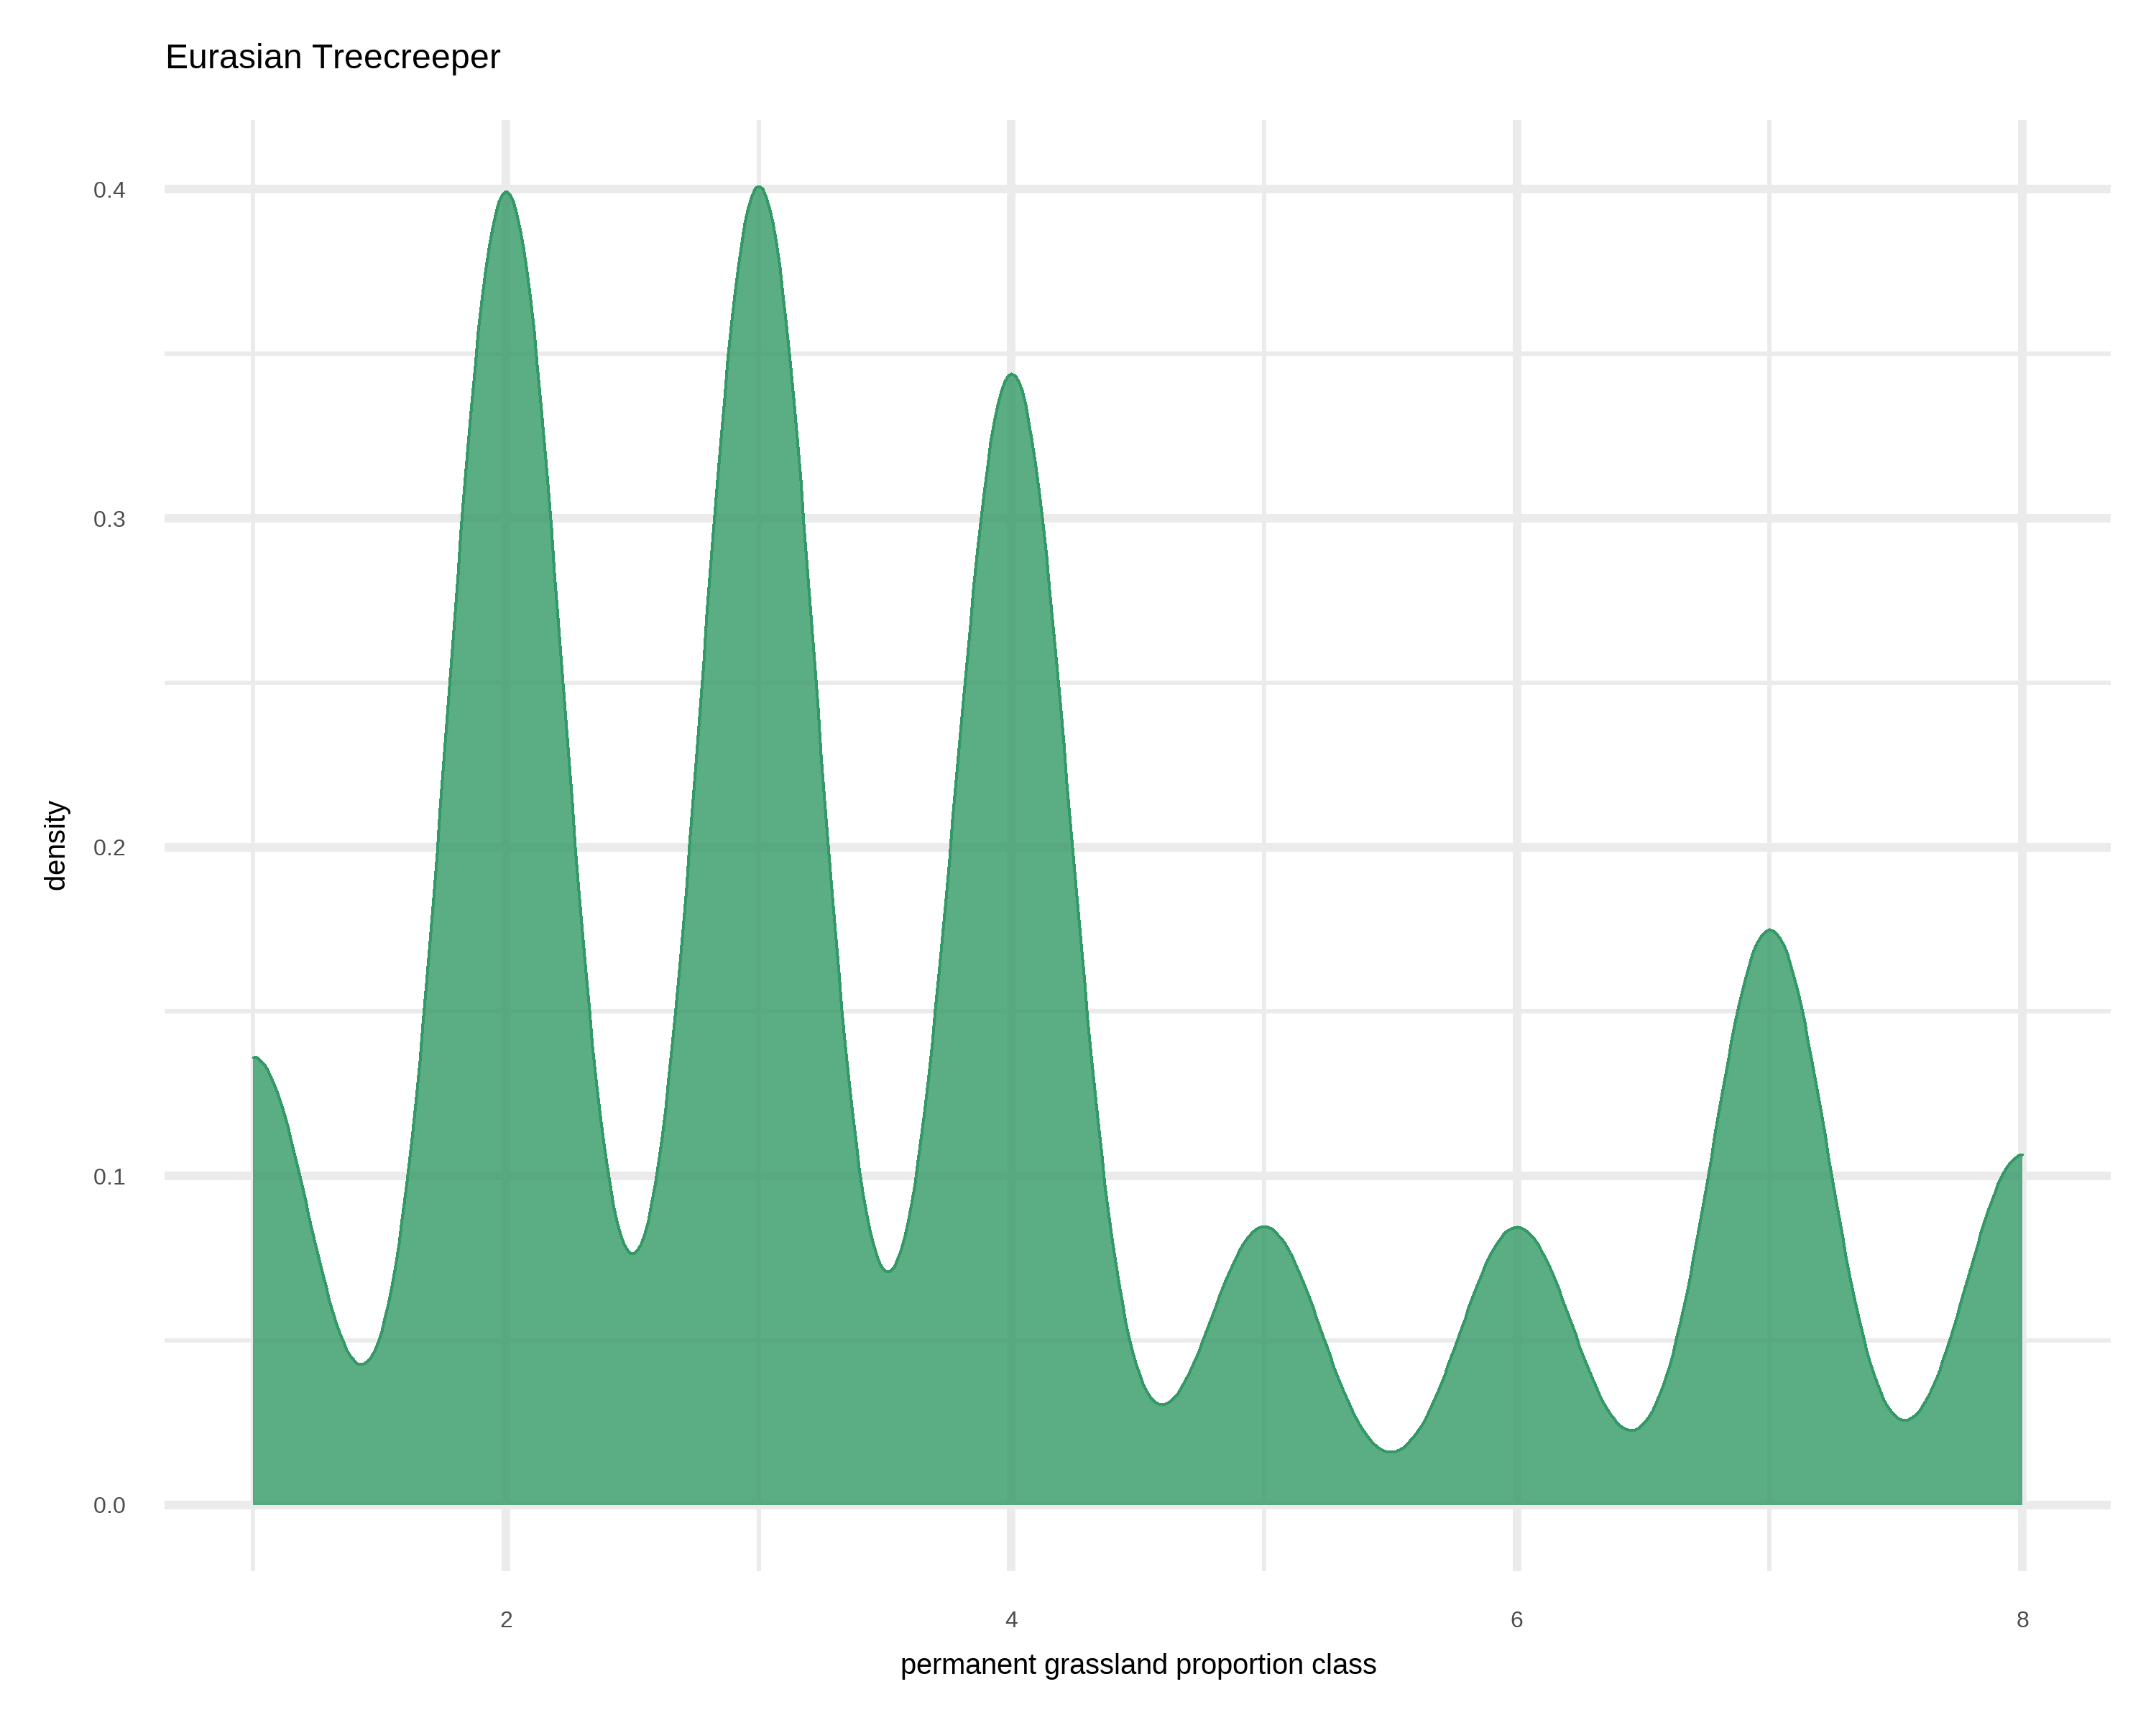 Eurasian Treecreeper
0.4
0.3
0.2
0.1
0.0
density
2 4 6 8
permanent grassland proportion class